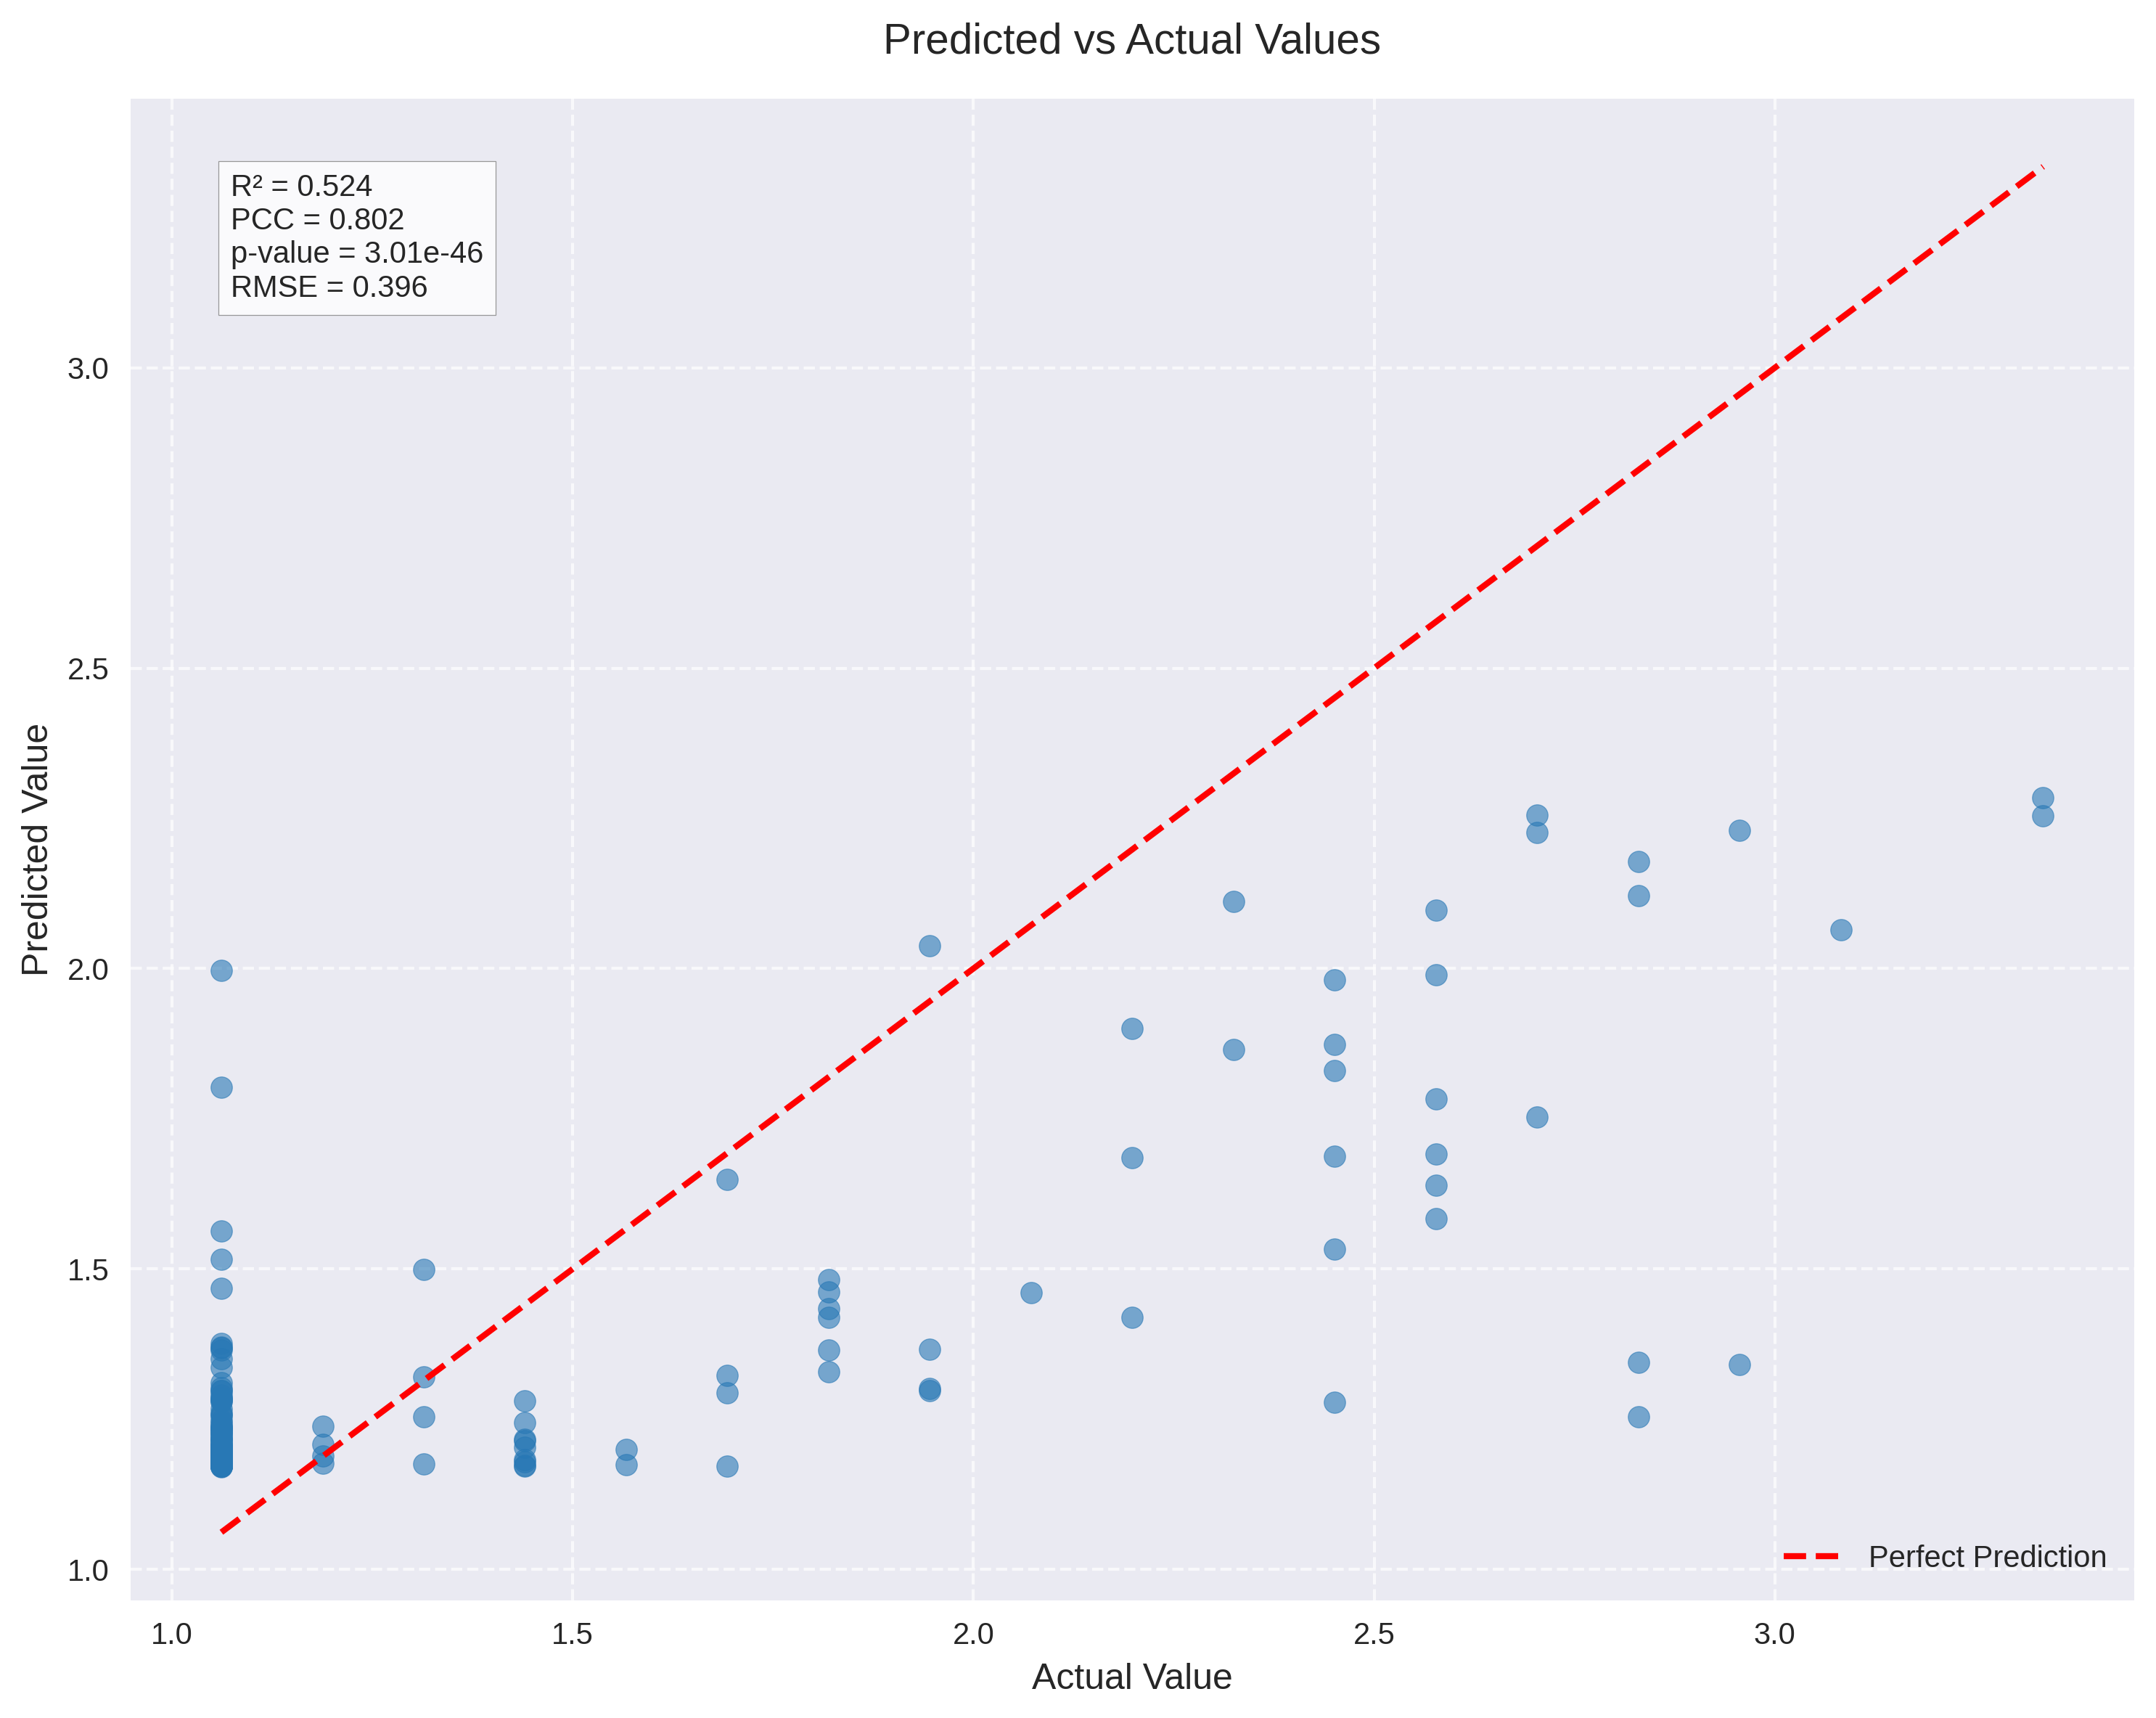 Predicted vs Actual Values
R² = 0.524
PCC = 0.802
p-value = 3.01e-46
RMSE = 0.396
3.0
2.5
2.0
1.5
1.0
Predicted Value
Perfect Prediction
1.0 1.5 2.0 2.5 3.0
Actual Value